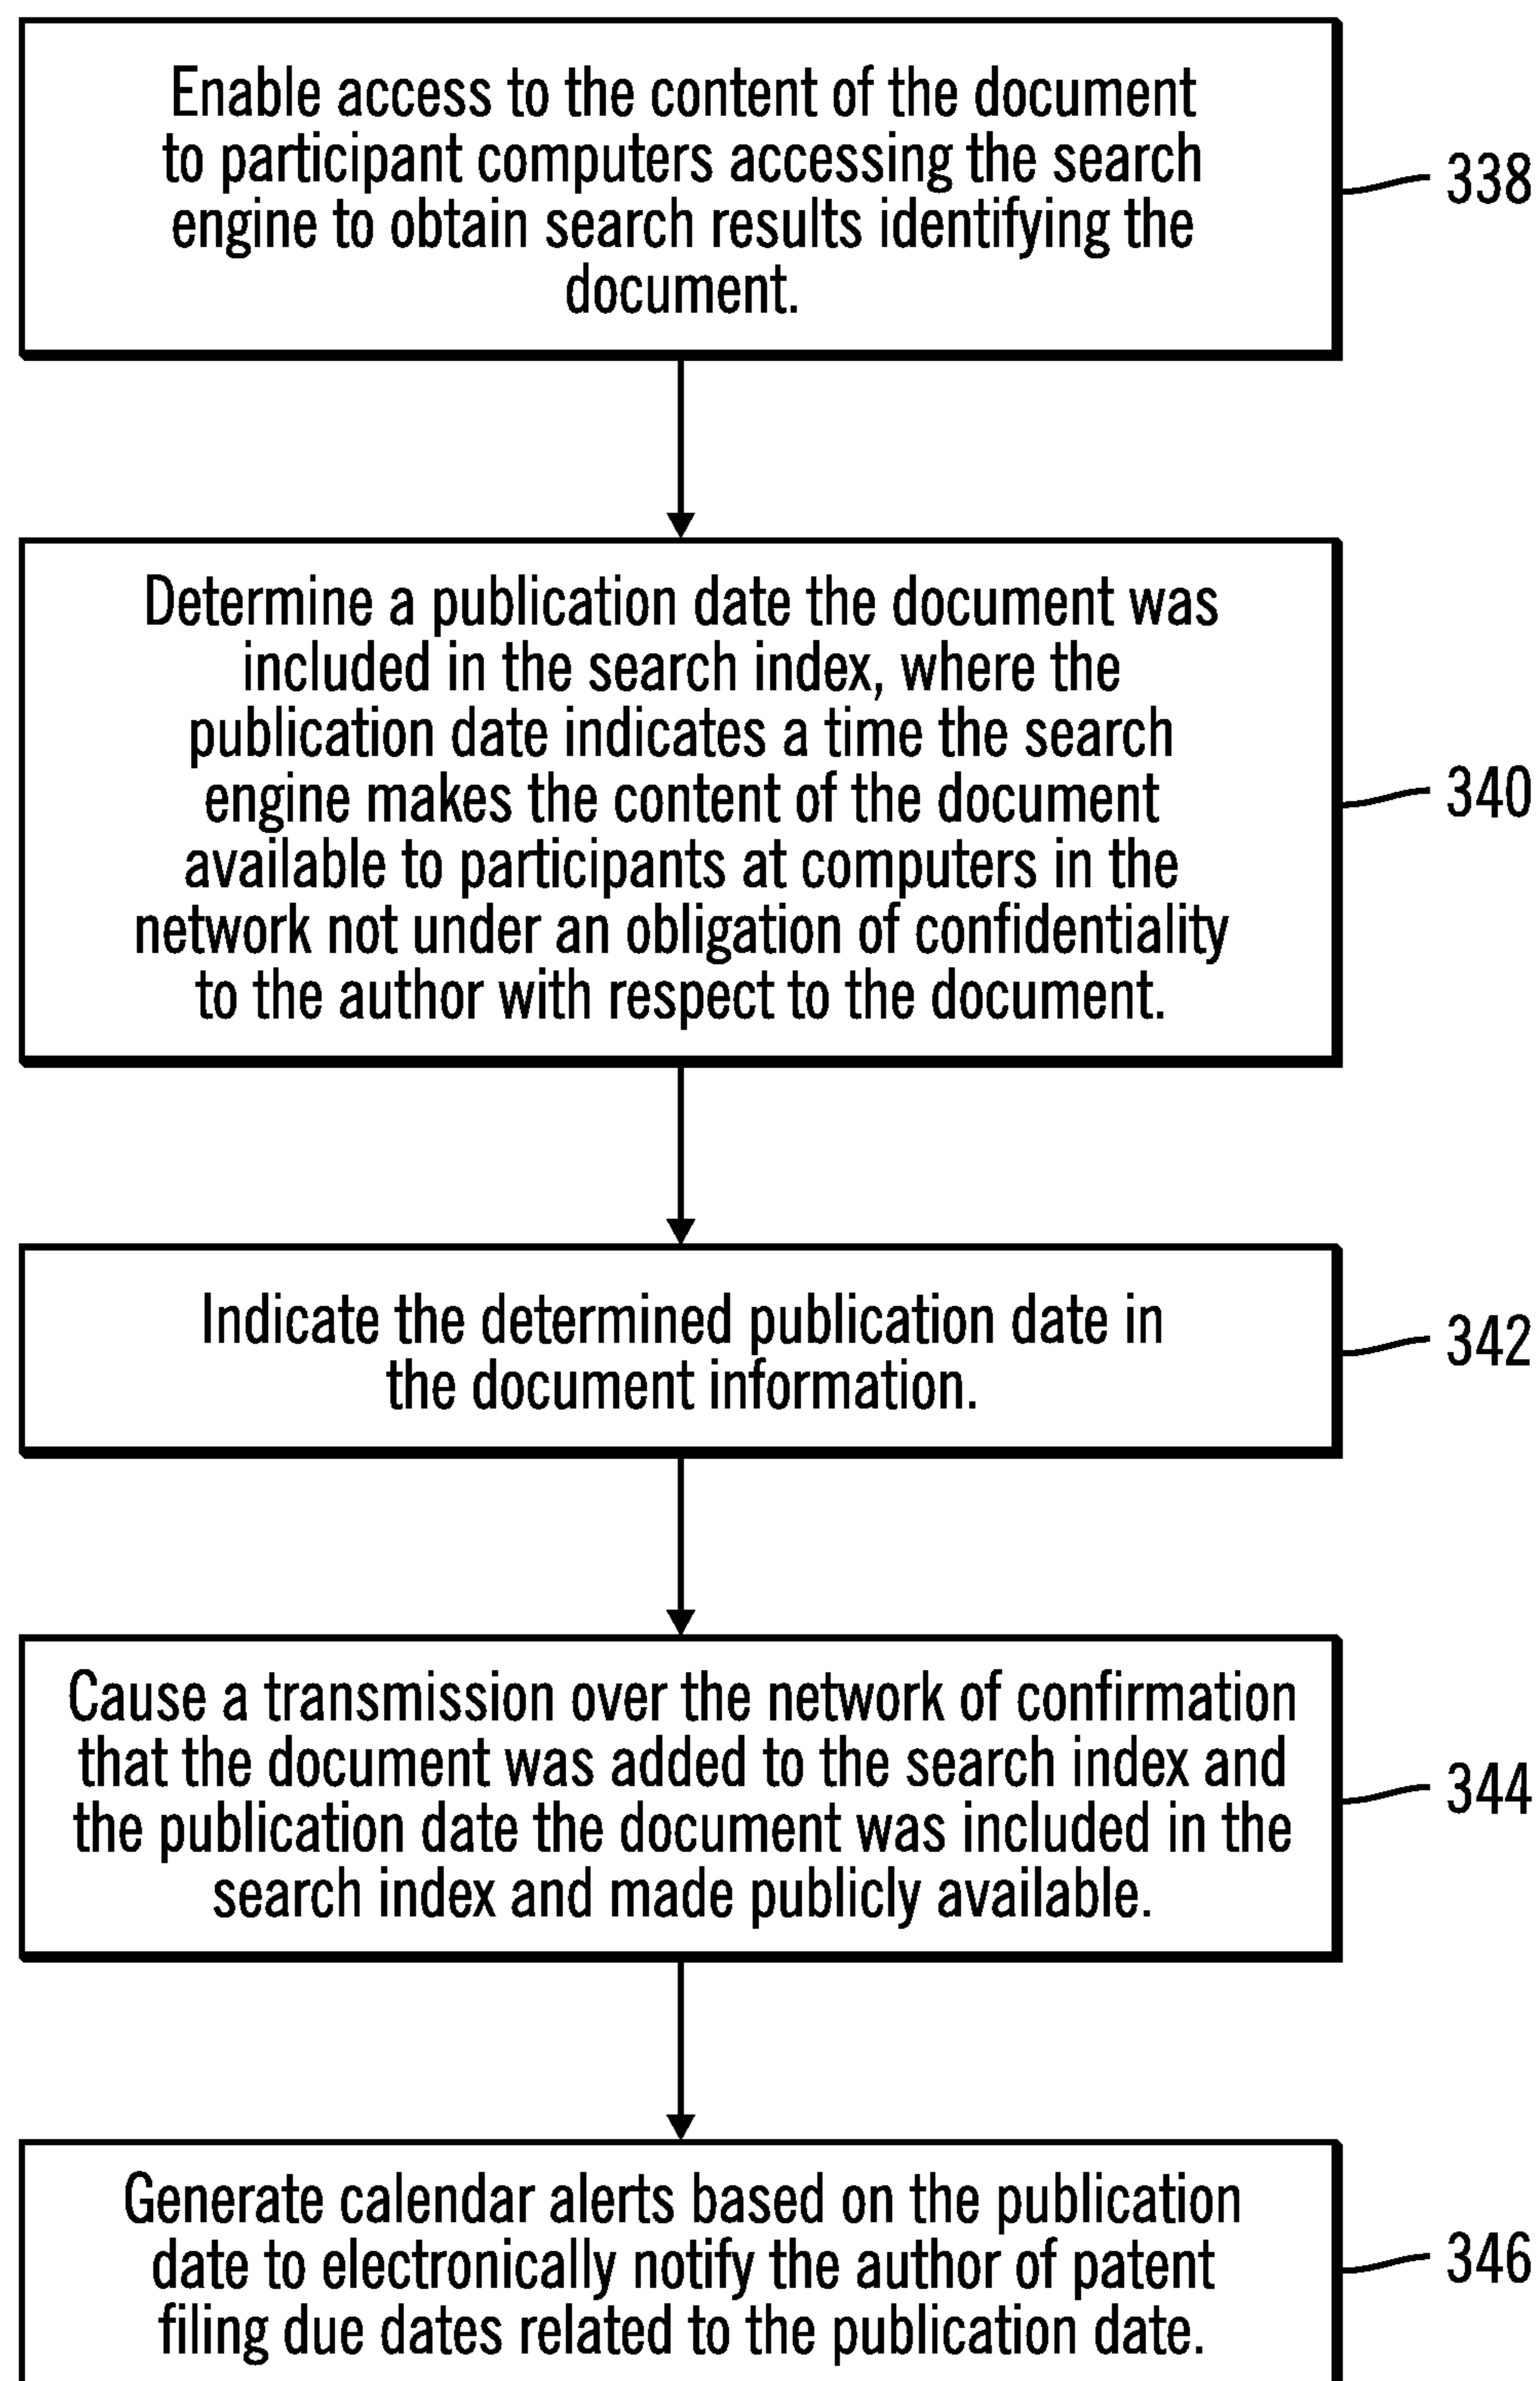 Enable access to the content of the document
to participant computers accessing the search
engine to obtain search results identifying the
document.
338
Determine a publication date the document was
included in the search index, where the
publication date indicates a time the search
engine makes the content of the document
available to participants at computers in the
network not under an obligation of confidentiality
to the author with respect to the document.
340
Indicate the determined publication date in
the document information.
342
Cause a transmission over the network of confirmation
that the document was added to the search index and
the publication date the document was included in the
search index and made publicly available.
344
Generate calendar alerts based on the publication
date to electronically notify the author of patent
filing due dates related to the publication date.
346